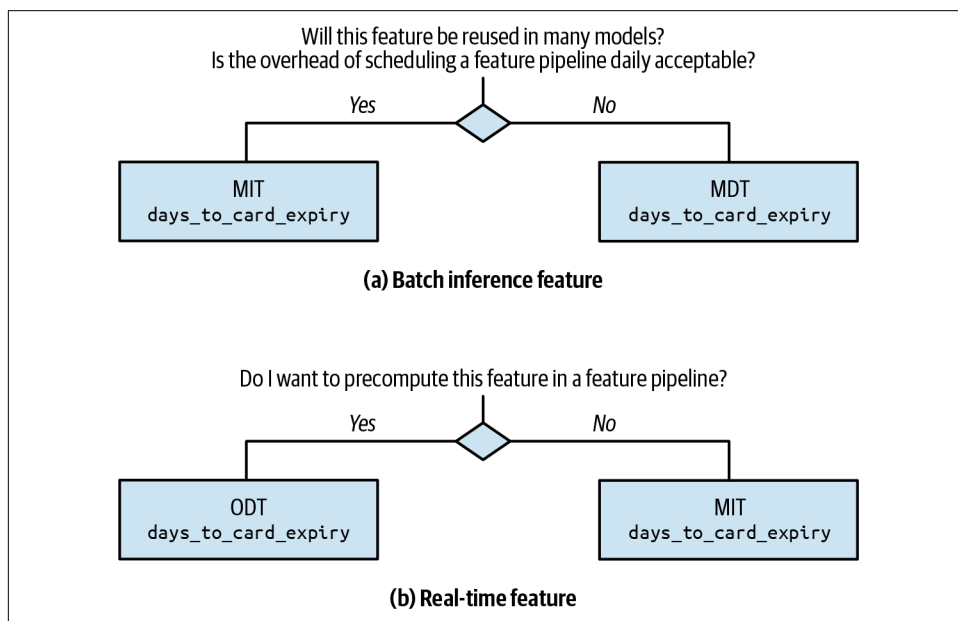 Will this feature be reused in many models?
Is the overhead of scheduling a feature pipeline daily acceptable?
Yes
No
MIT
days_to_card_expiry
MDT
days_to_card_expiry
(a) Batch inference feature
Do I want to precompute this feature in a feature pipeline?
Yes
No
ODT
days_to_card_expiry
MIT
days_to_card_expiry
(b) Real-time feature